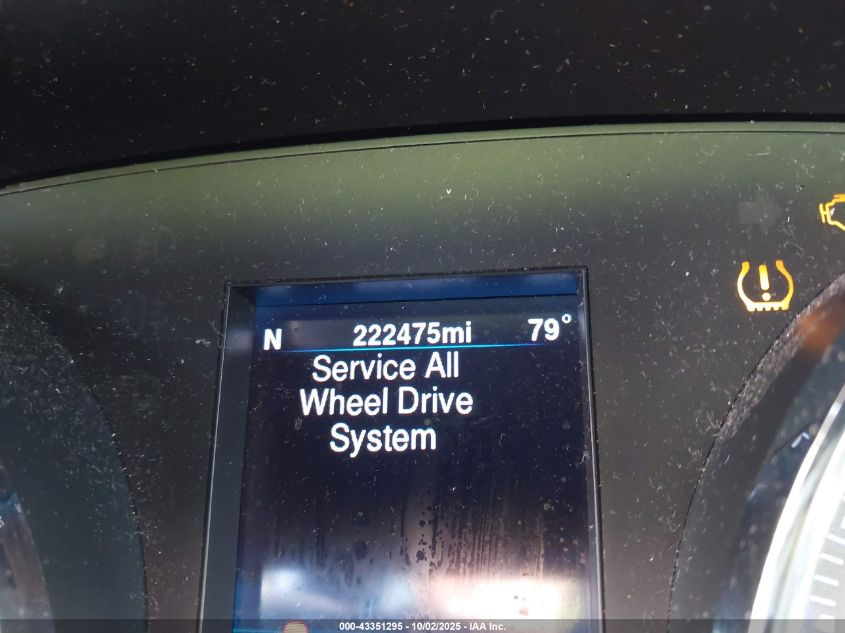 N 222475mi 79°
Service All
Wheel Drive
System
000-43351295 - 10/02/2025 - IAA Inc.